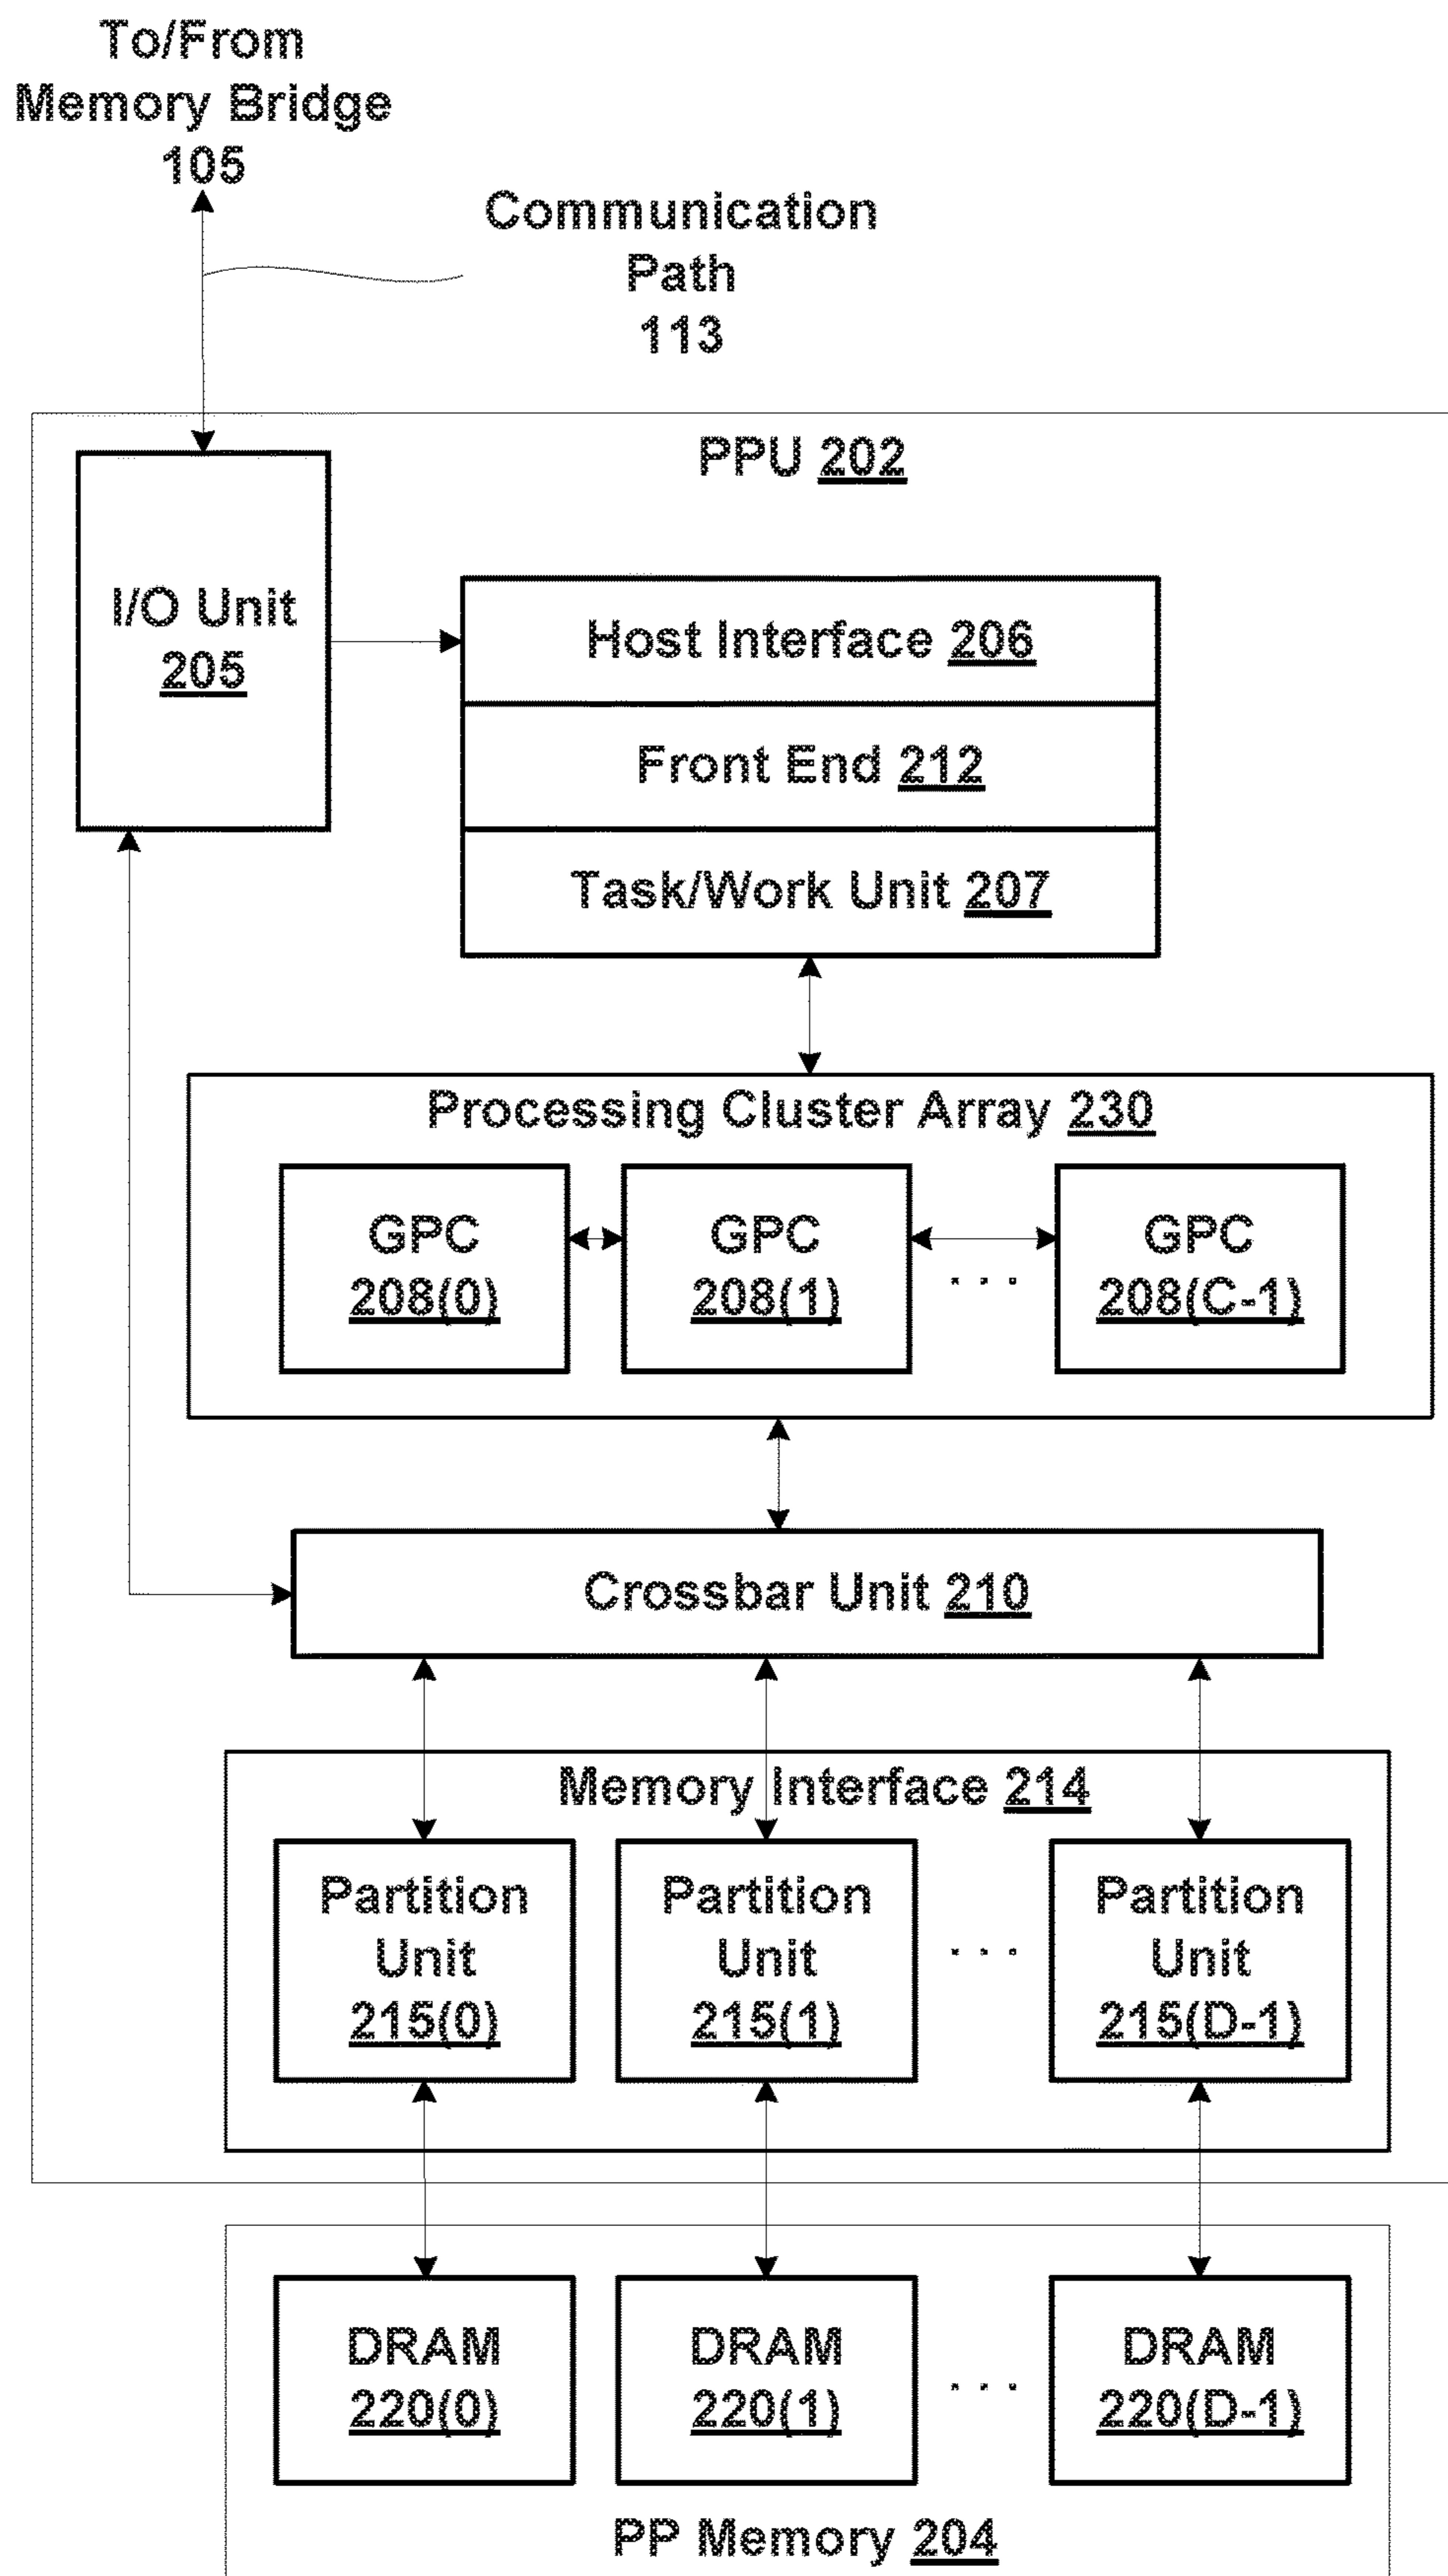 To/From
Memory Bridge
105
Communication
Path
113
PPU 202
I/O Unit
205
Host Interface 206
Front End 212
Task/Work Unit 207
Processing Cluster Array 230
GPC
208(0)
GPC
208(1)
. . .
GPC
208(C-1)
Crossbar Unit 210
Memory Interface 214
Partition
Unit
215(0)
Partition
Unit
215(1)
. . .
Partition
Unit
215(D-1)
DRAM
220(0)
DRAM
220(1)
. . .
DRAM
220(D-1)
PP Memory 204